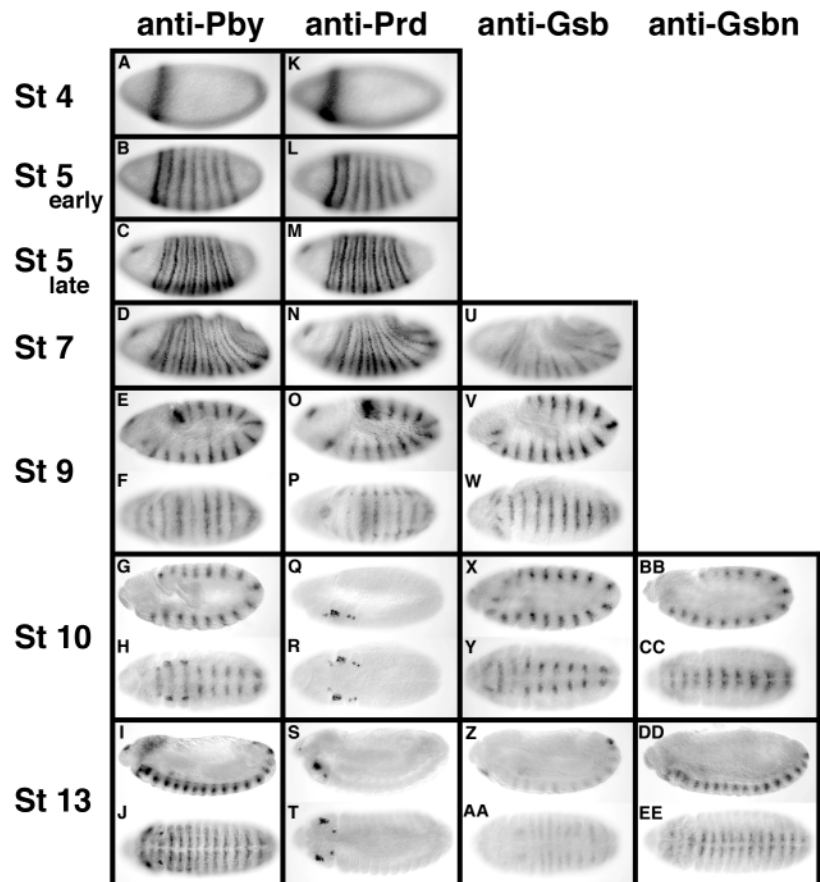 anti-Pby anti-Prd anti-Gsb anti-Gsbn
St 4
A K
St 5
early
B L
St 5
late
C M
St 7
D N U
St 9
E O V
F P W
St 10
G Q X BB
H R Y CC
St 13
I S Z DD
J T AA EE